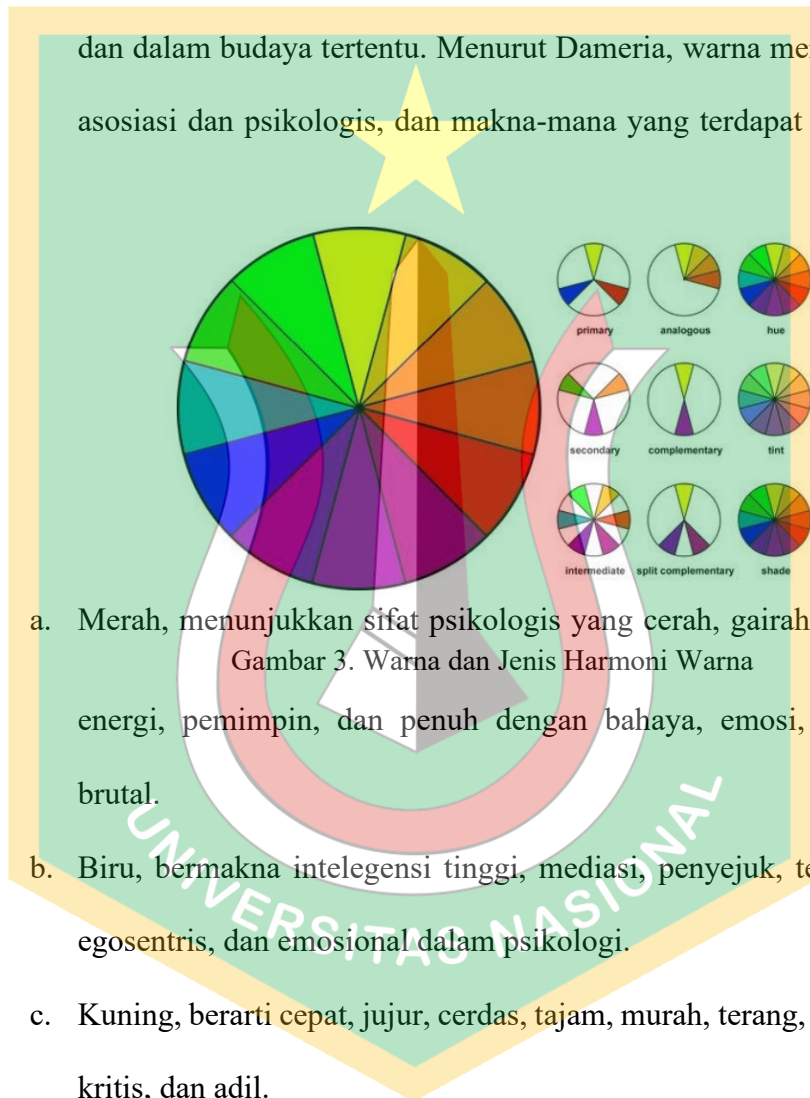 dan dalam budaya tertentu. Menurut Dameria, warna
asosiasi dan psikologis, dan makna-mana yang terdapat
primary
analogous
hue
secondary
complementary
tint
intermediate
split complementary
shade
a. Merah, menunjukkan sifat psikologis yang cerah, gairah
Gambar 3. Warna dan Jenis Harmoni Warna
energi, pemimpin, dan penuh dengan bahaya, emosi,
brutal.
b. Biru, bermakna intelegensi tinggi, mediasi, penyejuk,
egosentris, dan emosional dalam psikologi.
c. Kuning, berarti cepat, jujur, cerdas, tajam, murah, terang,
kritis, dan adil.
UNIVERSITAS NASIONAL